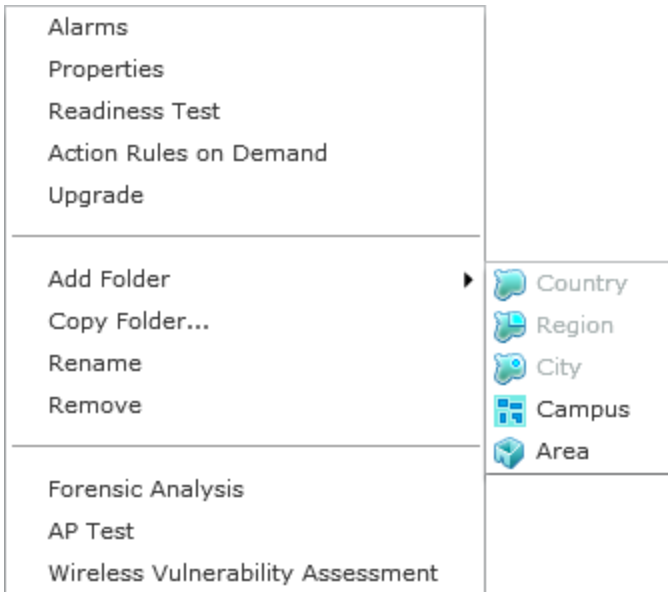 Alarms
Properties
Readiness Test
Action Rules on Demand
Upgrade
Add Folder
Copy Folder...
Rename
Remove
Forensic Analysis
AP Test
Wireless Vulnerability Assessment
Country
Region
City
Campus
Area